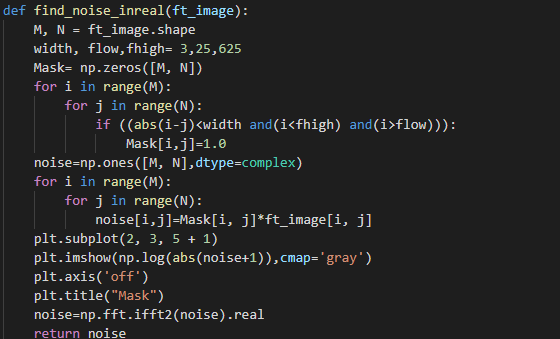 def find_noise_inreal(ft_image):
    M, N = ft_image.shape
    width, flow,fhigh= 3,25,625
    Mask= np.zeros([M, N])
    for i in range(M):
        for j in range(N):
            if ((abs(i-j)<width and(i<fhigh) and(i>flow))):
                Mask[i,j]=1.0
    noise=np.ones([M, N],dtype=complex)
    for i in range(M):
        for j in range(N):
            noise[i,j]=Mask[i, j]*ft_image[i, j]
    plt.subplot(2, 3, 5 + 1)
    plt.imshow(np.log(abs(noise+1)),cmap='gray')
    plt.axis('off')
    plt.title("Mask")
    noise=np.fft.ifft2(noise).real
    return noise